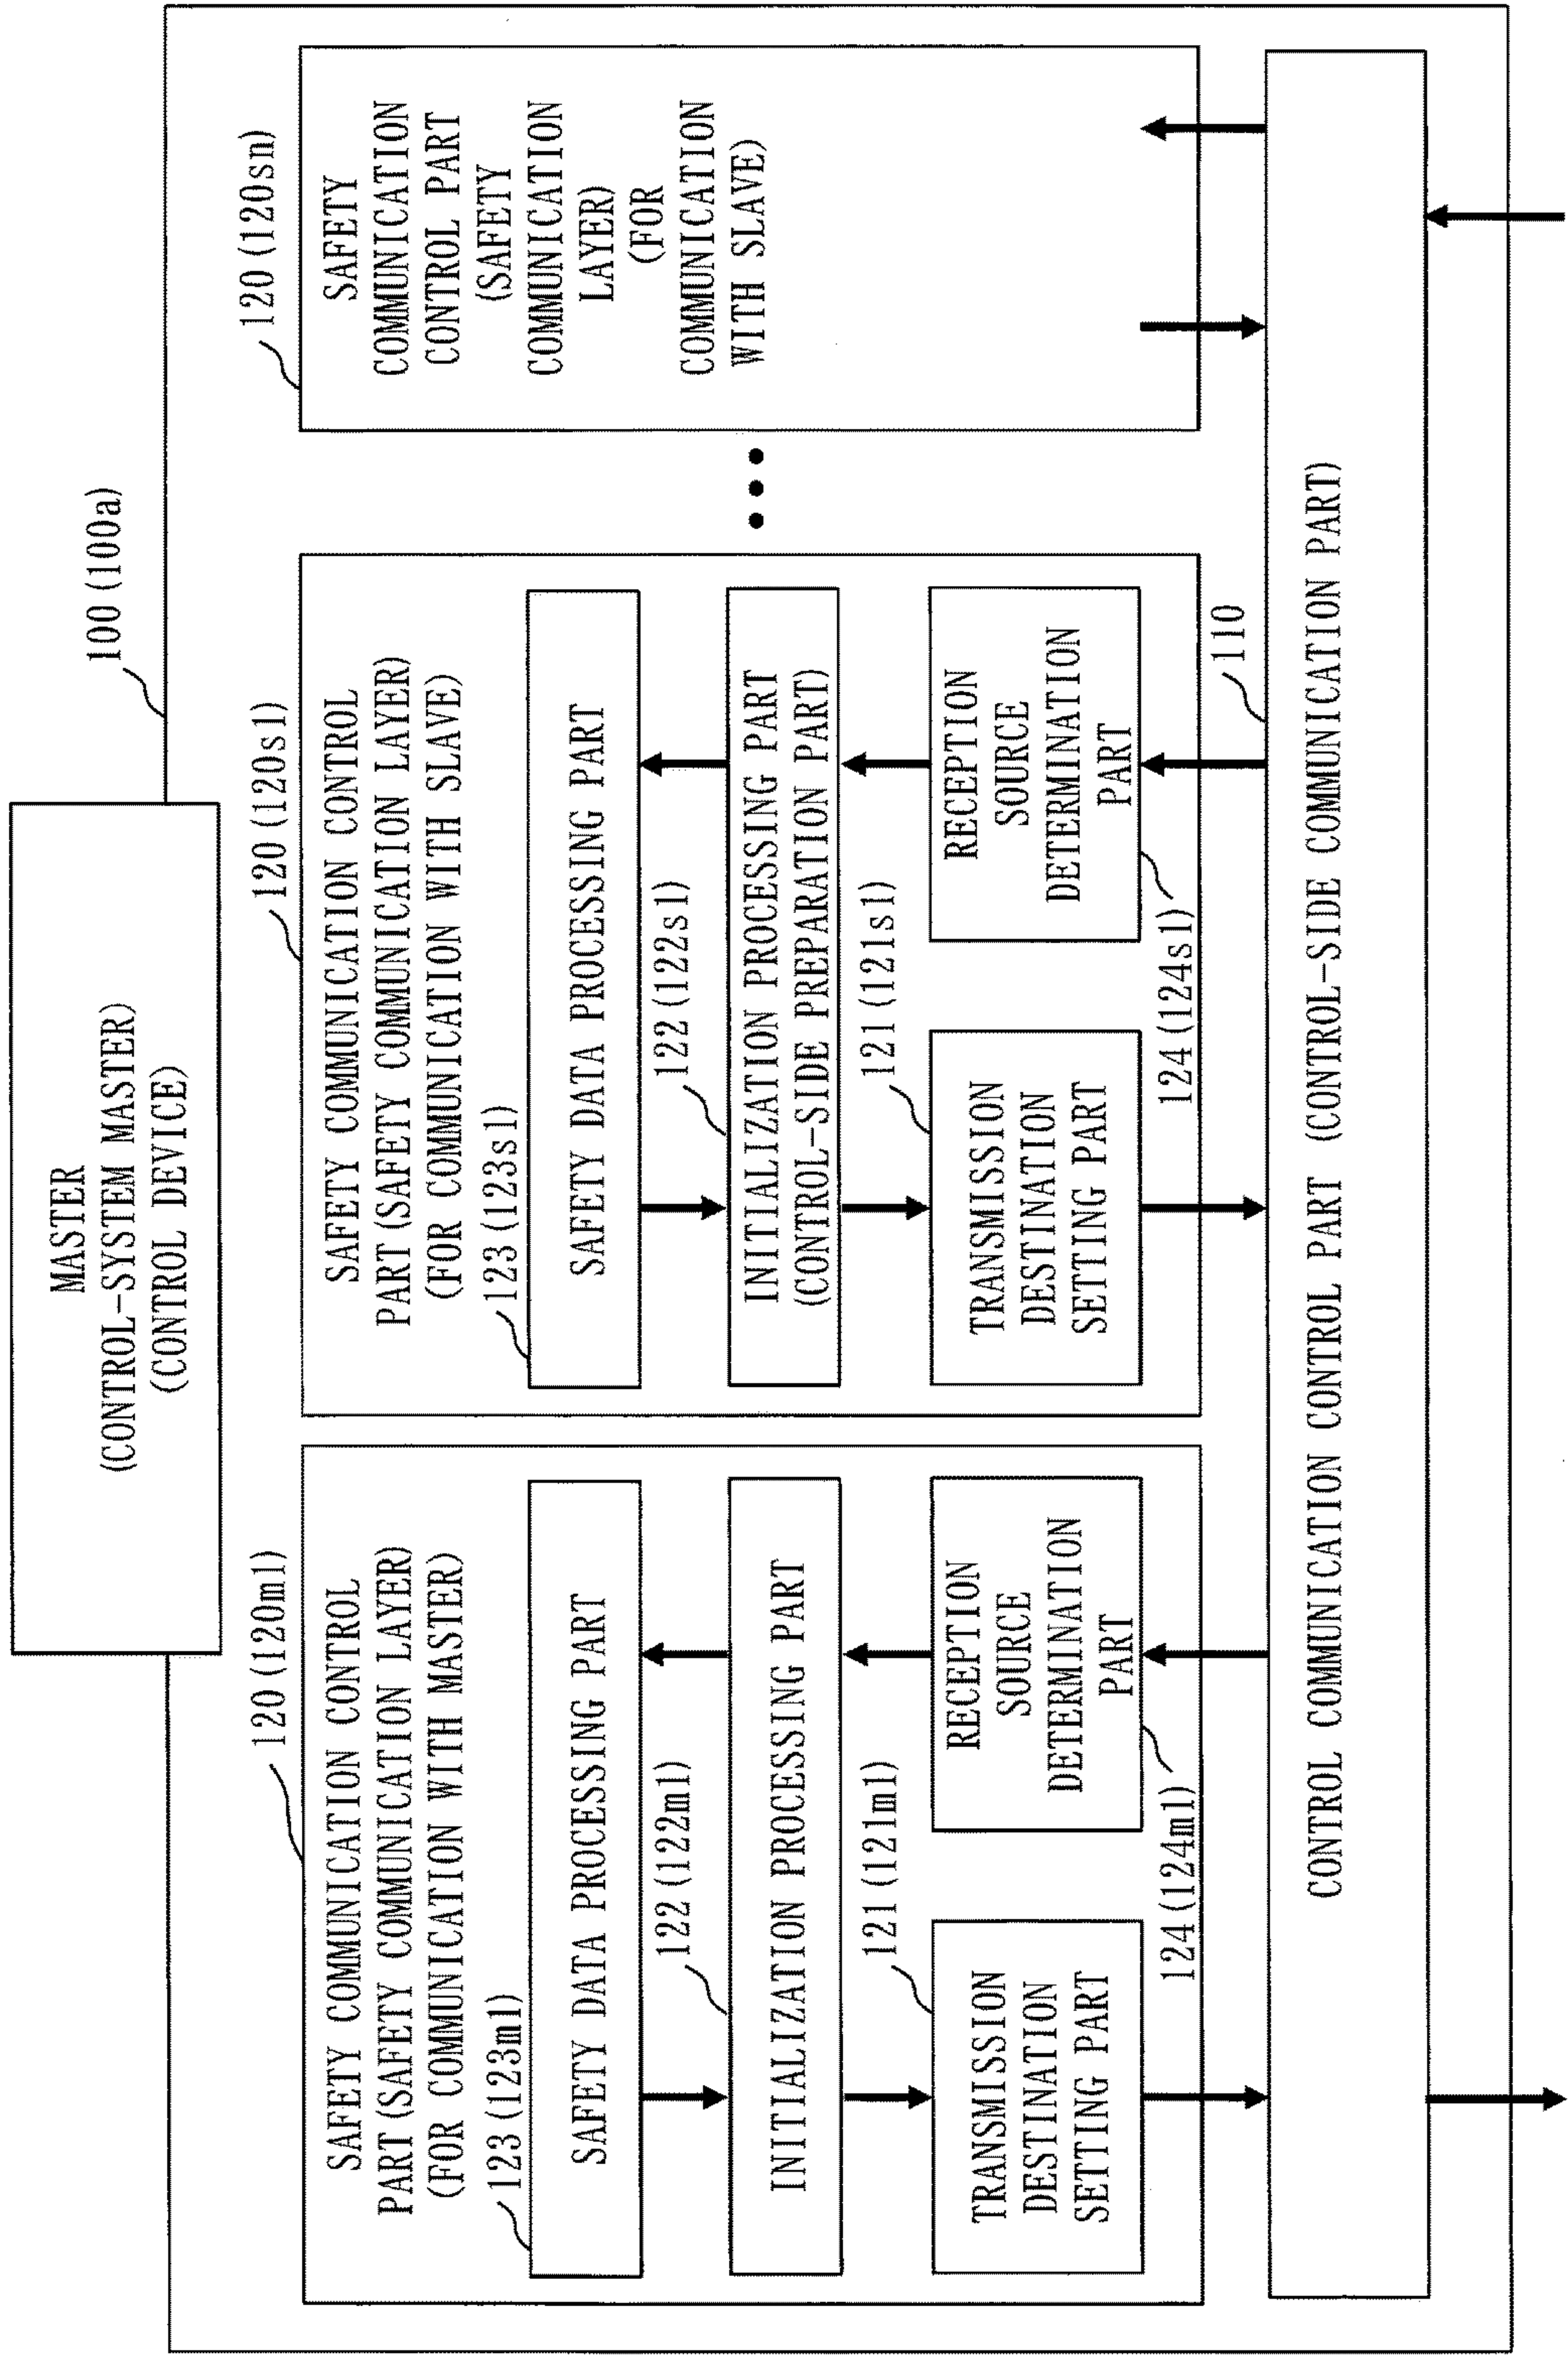 MASTER
(CONTROL-SYSTEM MASTER)
(CONTROL DEVICE)
100 (100a)
120 (120m1)
SAFETY COMMUNICATION CONTROL
PART (SAFETY COMMUNICATION LAYER)
(FOR COMMUNICATION WITH MASTER)
123 (123m1)
SAFETY DATA PROCESSING PART
122 (122m1)
INITIALIZATION PROCESSING PART
121 (121m1)
TRANSMISSION
DESTINATION
SETTING PART
RECEPTION
SOURCE
DETERMINATION
PART
124 (124m1)
120 (120s1)
SAFETY COMMUNICATION CONTROL
PART (SAFETY COMMUNICATION LAYER)
(FOR COMMUNICATION WITH SLAVE)
123 (123s1)
SAFETY DATA PROCESSING PART
122 (122s1)
INITIALIZATION PROCESSING PART
(CONTROL-SIDE PREPARATION PART)
121 (121s1)
TRANSMISSION
DESTINATION
SETTING PART
RECEPTION
SOURCE
DETERMINATION
PART
124 (124s1)
•••
120 (120sn)
SAFETY
COMMUNICATION
CONTROL PART
(SAFETY
COMMUNICATION
LAYER)
(FOR
COMMUNICATION
WITH SLAVE)
110
CONTROL COMMUNICATION CONTROL PART (CONTROL-SIDE COMMUNICATION PART)